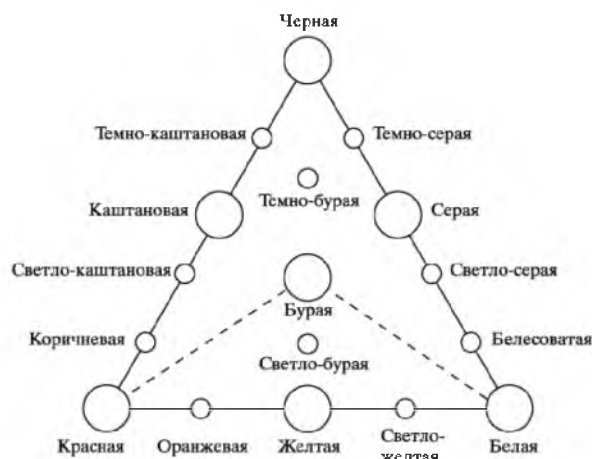 Черная
Темно-каштановая
Темно-серая
Темно-бурая
Каштановая
Серая
Светло-каштановая
Светло-серая
Бурая
Коричневая
Белесоватая
Светло-бурая
Красная
Оранжевая
Желтая
Светло-
желтая
Белая